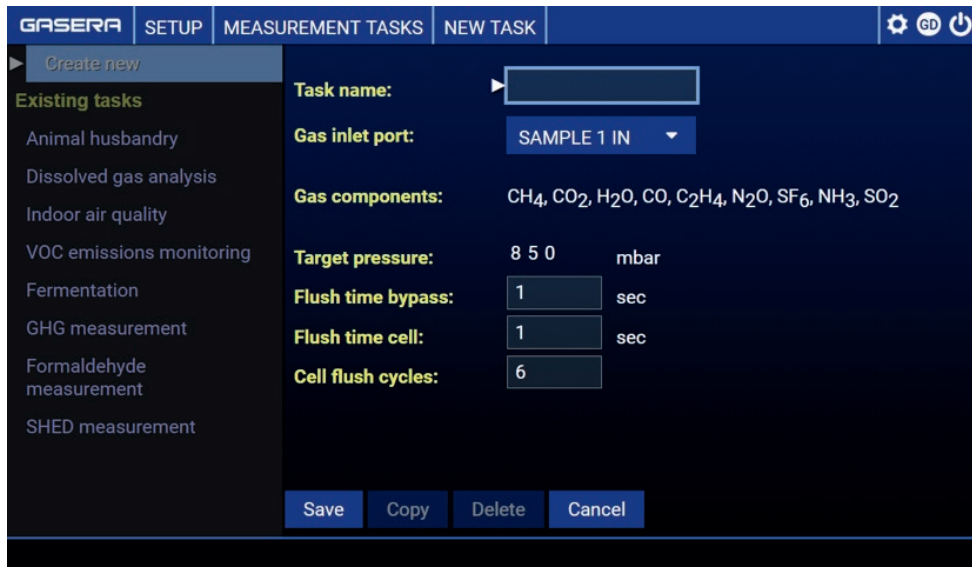 GASERA SETUP MEASUREMENT TASKS NEW TASK GD
Create new
Existing tasks
Animal husbandry
Dissolved gas analysis
Indoor air quality
VOC emissions monitoring
Fermentation
GHG measurement
Formaldehyde
measurement
SHED measurement
Task name:
Gas inlet port: SAMPLE 1 IN
Gas components: CH4, CO2, H2O, CO, C2H4, N2O, SF6, NH3, SO2
Target pressure: 8 5 0 mbar
Flush time bypass: 1 sec
Flush time cell: 1 sec
Cell flush cycles: 6
Save Copy Delete Cancel